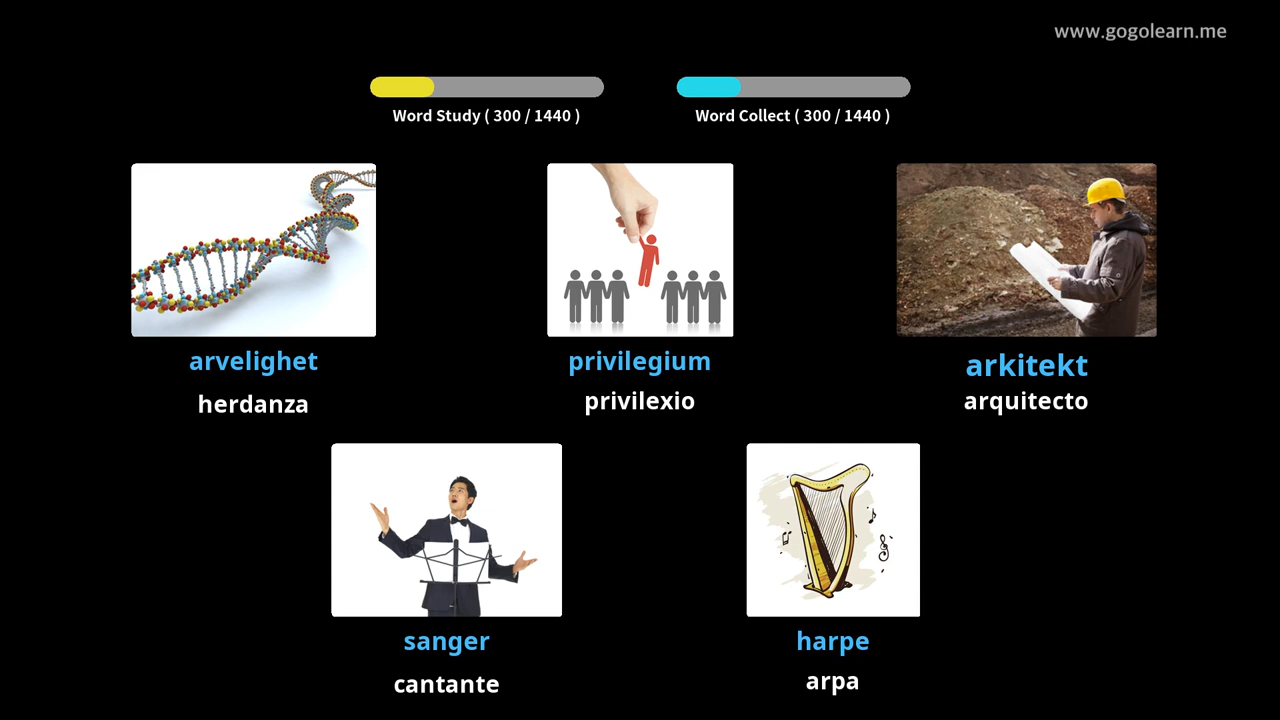 www.gogolearn.me
Word Study ( 300 / 1440 )
Word Collect ( 300 / 1440 )
arvelighet
privilegium
arkitekt
herdanza
privilexio
arquitecto
sanger
harpe
cantante
arpa